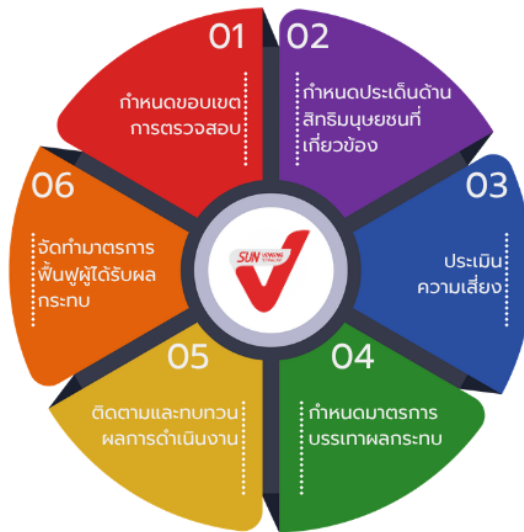 01
กำหนดขอบเขต
การตรวจสอบ
02
กำหนดประเด็นด้าน
สิทธิมนุษยชนที่
เกี่ยวข้อง
03
ประเมิน
ความเสี่ยง
04
กำหนดมาตรการ
บรรเทาผลกระทบ
05
ติดตามและทบทวน
ผลการดำเนินงาน
06
จัดทำมาตรการ
ฟื้นฟูผู้ได้รับผล
กระทบ
SUN VENDING